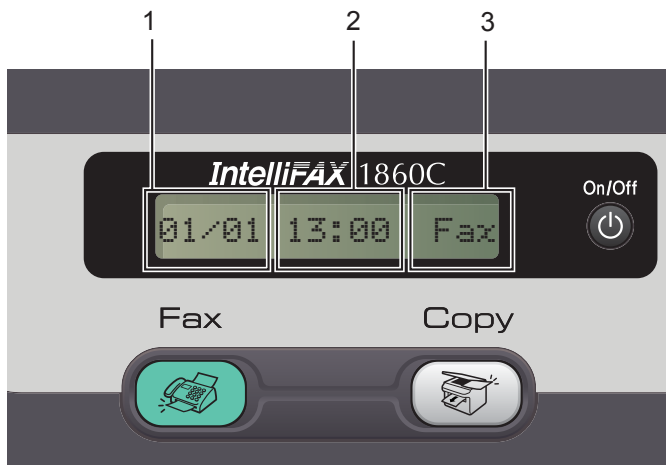 1 2 3
IntelliFAX 1860C
On/Off
01/01 13:00 Fax
Fax Copy